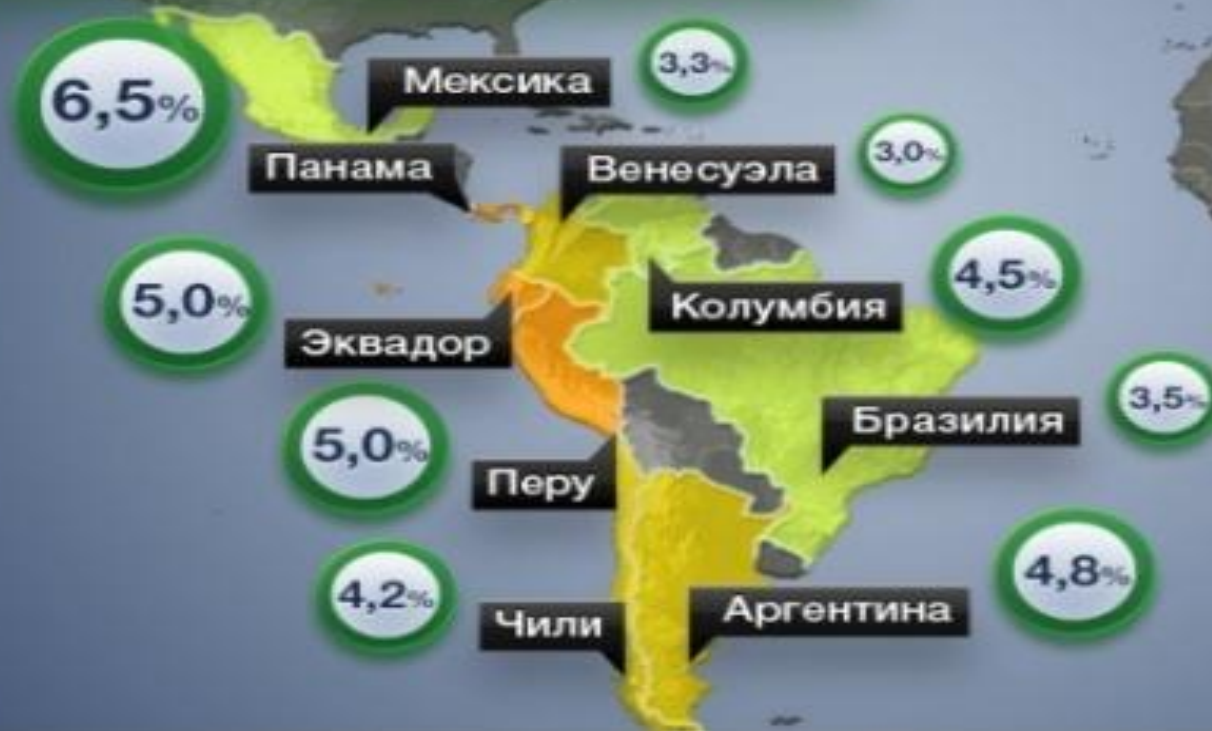 Мексика
3,3%
6,5%
Панама
Венесуэла
3,0%
5,0%
Эквадор
Колумбия
4,5%
5,0%
Перу
Бразилия
3,5%
4,2%
Чили
Аргентина
4,8%